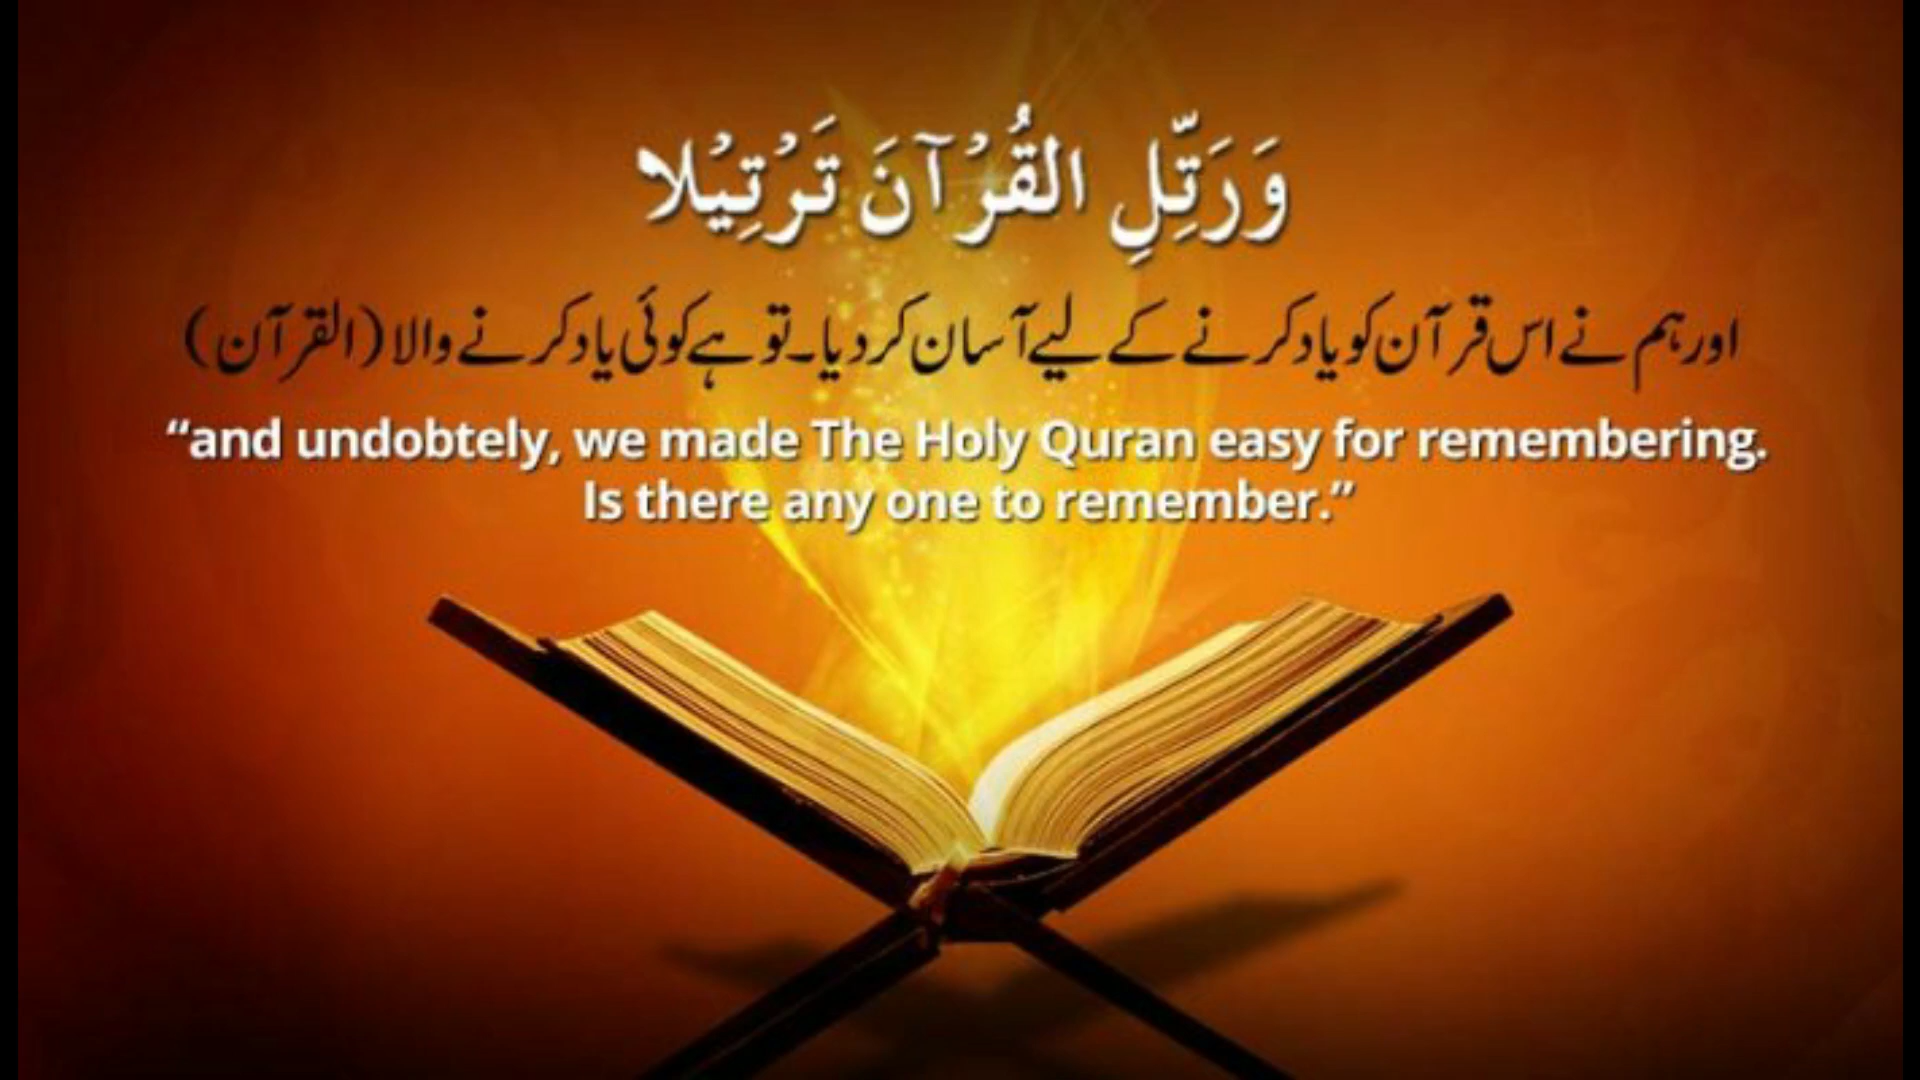 وَرَتِّلِ الْقُرْآنَ تَرْتِيْلا
اور ہم نے اس قرآن کو یاد کرنے کے لیے آسان کر دیا۔ تو ہے کوئی یاد کرنے والا (القرآن)
“and undobtely, we made The Holy Quran easy for remembering.
Is there any one to remember.”